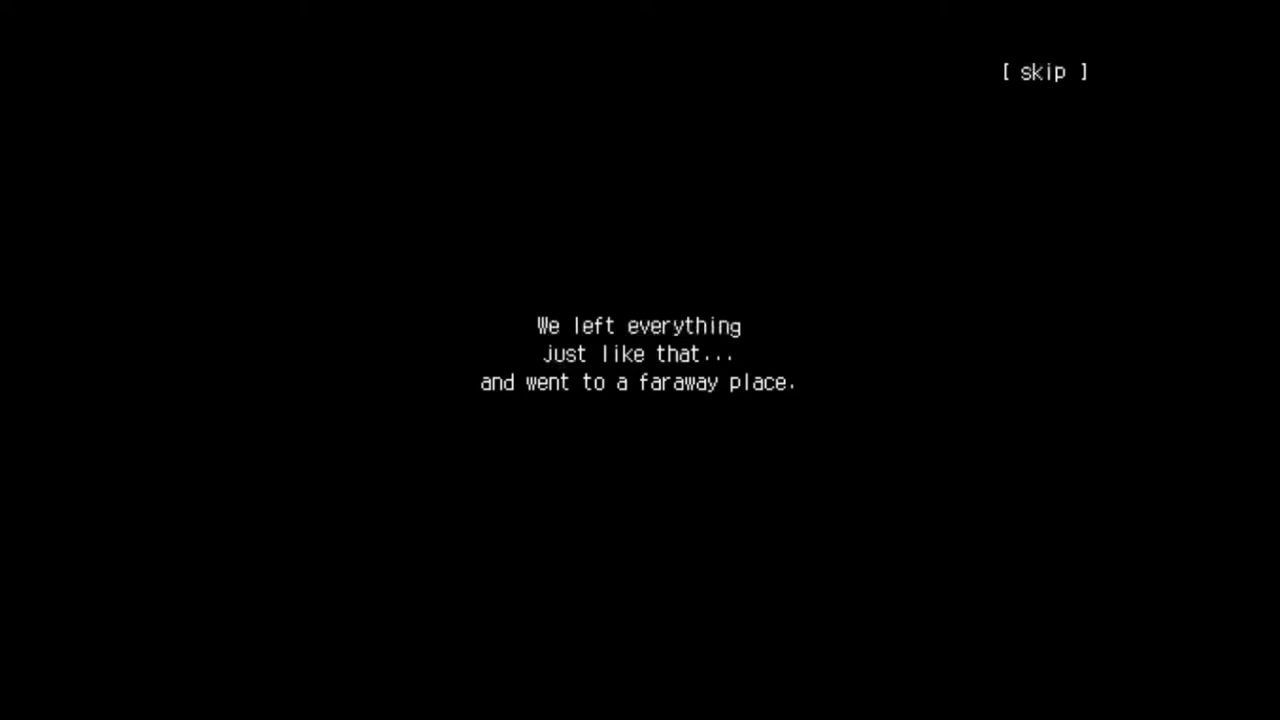 [ skip ]
We left everything
just like that...
and went to a faraway place.